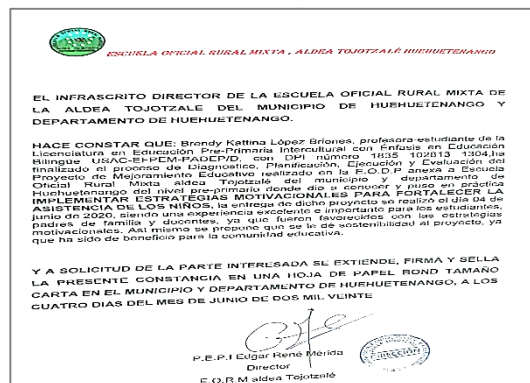 ESCUELA OFICIAL RURAL MIXTA, ALDEA TOJOTZALÉ HUEHUETENANGO
EL INFRASCRITO DIRECTOR DE LA ESCUELA OFICIAL RURAL MIXTA DE
LA ALDEA TOJOTZALE DEL MUNICIPIO DE HUEHUETENANGO Y
DEPARTAMENTO DE HUEHUETENANGO.
HACE CONSTAR QUE: Brendy Kattina López Briones, profesora-estudiante de la
Licenciatura en Educación Pre-Primaria Intercultural con Énfasis en Educación
Bilingüe USAC-EFPEM-PADEP/D, con DPI número 1835 102813 1304,ha
finalizado el proceso de Diagnostico, Planificación, Ejecución y Evaluación del
Proyecto de Mejoramiento Educativo realizado en la E.O.D.P anexa a Escuela
Oficial Rural Mixta aldea Tojotzalé del municipio y departamento de
Huehuetenango del nivel pre-primario donde dio a conocer y puso en práctica
IMPLEMENTAR ESTRATEGIAS MOTIVACIONALES PARA FORTALECER LA
ASISTENCIA DE LOS NIÑOS, la entrega de dicho proyecto se realizó el día 04 de
junio de 2020, siendo una experiencia excelente e importante para los estudiantes,
padres de familia y docentes, ya que fueron favorecidos con las estrategias
motivacionales. Así mismo se propone que se le dé sostenibilidad al proyecto, ya
que ha sido de beneficio para la comunidad educativa.
Y A SOLICITUD DE LA PARTE INTERESADA SE EXTIENDE, FIRMA Y SELLA
LA PRESENTE CONSTANCIA EN UNA HOJA DE PAPEL BOND TAMAÑO
CARTA EN EL MUNICIPIO Y DEPARTAMENTO DE HUEHUETENANGO, A LOS
CUATRO DIAS DEL MES DE JUNIO DE DOS MIL VEINTE
P.E.P.I Edgar René Mérida
Director
E.O.R.M aldea Tojotzalé
DIRECCION